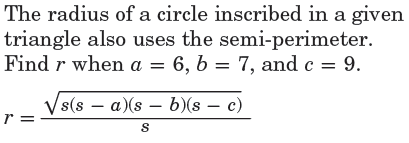 The radius of a circle inscribed in a given
triangle also uses the semi-perimeter.
Find r when a = 6, b = 7, and c = 9.
r = √(s(s − a)(s − b)(s − c)) / s